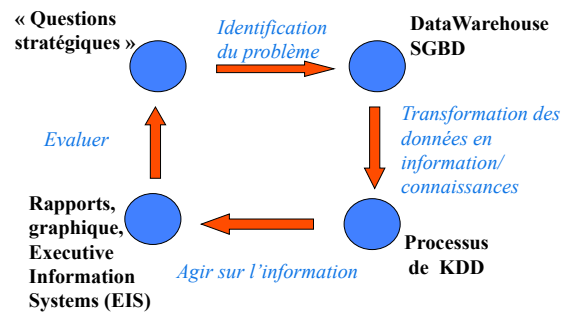 « Questions
stratégiques »
Identification
du problème
DataWarehouse
SGBD
Transformation des
données en
information/
connaissances
Evaluer
Rapports,
graphique,
Executive
Information
Systems (EIS)
Agir sur l’information
Processus
de KDD